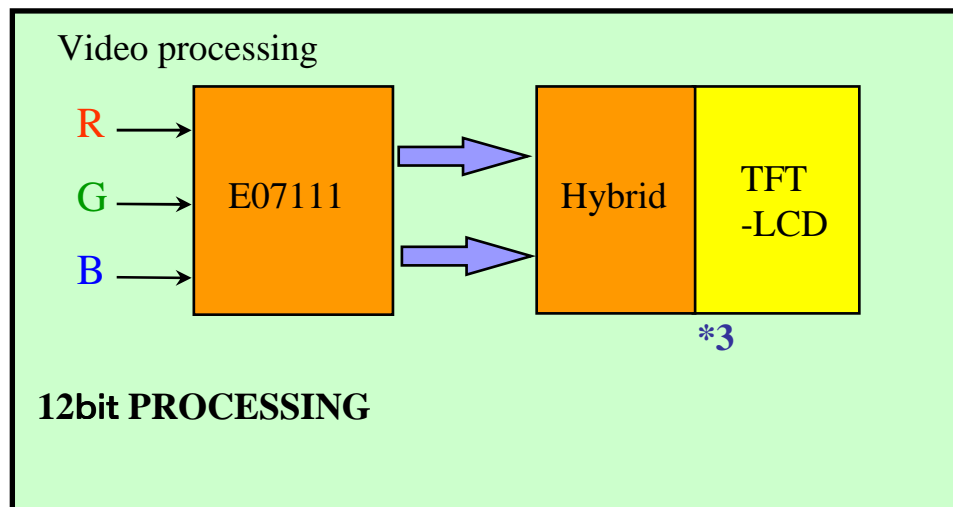 Video processing
R
G
B
E07111
Hybrid
TFT
-LCD
*3
12bit PROCESSING